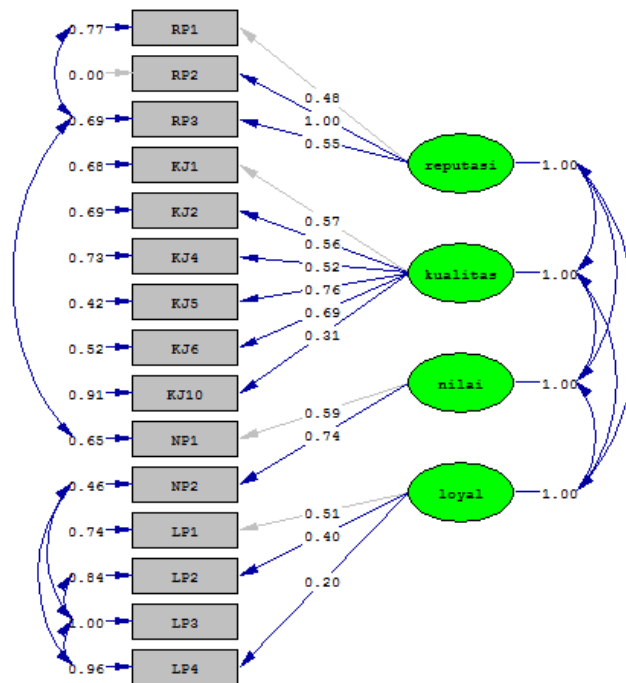 0.77 RP1
0.00 RP2
0.48
1.00
0.69 RP3
0.55
reputasi 1.00
0.68 KJ1
0.69 KJ2
0.57
0.56
0.73 KJ4
0.52
kualitas 1.00
0.76
0.42 KJ5
0.69
0.31
0.52 KJ6
0.91 KJ10
nilai 1.00
0.59
0.74
0.65 NP1
0.46 NP2
loyal 1.00
0.51
0.74 LP1
0.40
0.84 LP2
0.20
1.00 LP3
0.96 LP4